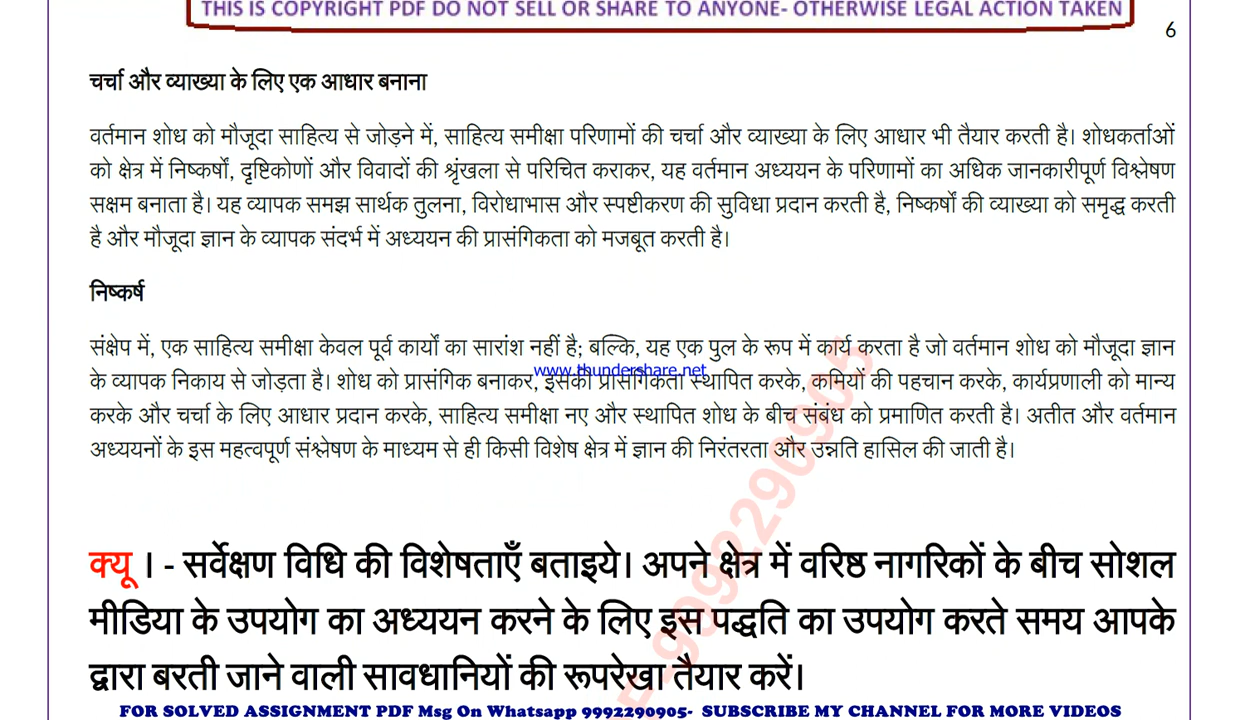 THIS IS COPYRIGHT PDF DO NOT SELL OR SHARE TO ANYONE- OTHERWISE LEGAL ACTION TAKEN
6
चर्चा और व्याख्या के लिए एक आधार बनाना
वर्तमान शोध को मौजूदा साहित्य से जोड़ने में, साहित्य समीक्षा परिणामों की चर्चा और व्याख्या के लिए आधार भी तैयार करती है। शोधकर्ताओं
को क्षेत्र में निष्कर्षों, दृष्टिकोणों और विवादों की श्रृंखला से परिचित कराकर, यह वर्तमान अध्ययन के परिणामों का अधिक जानकारीपूर्ण विश्लेषण
सक्षम बनाता है। यह व्यापक समझ सार्थक तुलना, विरोधाभास और स्पष्टीकरण की सुविधा प्रदान करती है, निष्कर्षों की व्याख्या को समृद्ध करती
है और मौजूदा ज्ञान के व्यापक संदर्भ में अध्ययन की प्रासंगिकता को मजबूत करती है।
निष्कर्ष
संक्षेप में, एक साहित्य समीक्षा केवल पूर्व कार्यों का सारांश नहीं है; बल्कि, यह एक पुल के रूप में कार्य करता है जो वर्तमान शोध को मौजूदा ज्ञान
www.thundershare.net
के व्यापक निकाय से जोड़ता है। शोध को प्रासंगिक बनाकर, इसकी प्रासंगिकता स्थापित करके, कमियों की पहचान करके, कार्यप्रणाली को मान्य
करके और चर्चा के लिए आधार प्रदान करके, साहित्य समीक्षा नए और स्थापित शोध के बीच संबंध को प्रमाणित करती है। अतीत और वर्तमान
अध्ययनों के इस महत्वपूर्ण संश्लेषण के माध्यम से ही किसी विशेष क्षेत्र में ज्ञान की निरंतरता और उन्नति हासिल की जाती है।
क्यू । - सर्वेक्षण विधि की विशेषताएँ बताइये। अपने क्षेत्र में वरिष्ठ नागरिकों के बीच सोशल
मीडिया के उपयोग का अध्ययन करने के लिए इस पद्धति का उपयोग करते समय आपके
द्वारा बरती जाने वाली सावधानियों की रूपरेखा तैयार करें।
-9992290905
FOR SOLVED ASSIGNMENT PDF Msg On Whatsapp 9992290905- SUBSCRIBE MY CHANNEL FOR MORE VIDEOS